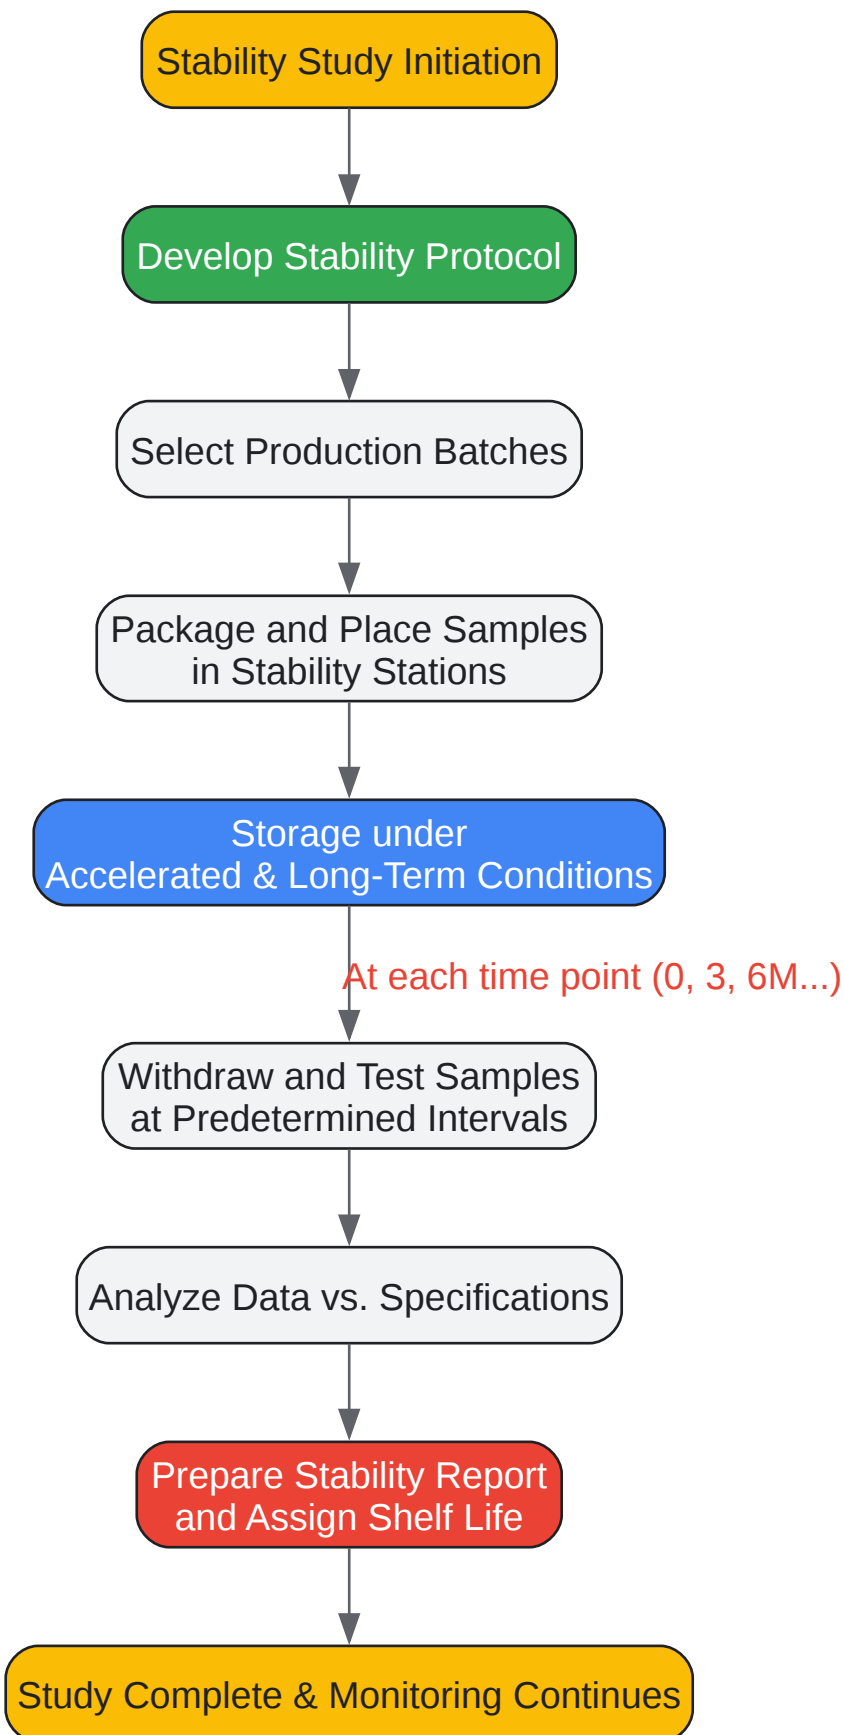 Stability Study Initiation
Develop Stability Protocol
Select Production Batches
Package and Place Samples
in Stability Stations
Storage under
Accelerated & Long-Term Conditions
At each time point (0, 3, 6M...)
Withdraw and Test Samples
at Predetermined Intervals
Analyze Data vs. Specifications
Prepare Stability Report
and Assign Shelf Life
Study Complete & Monitoring Continues